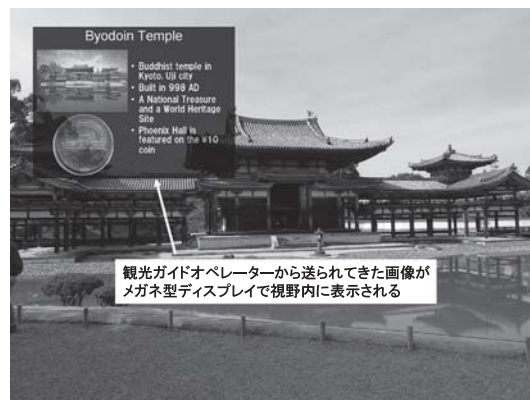 Byodoin Temple
• Buddhist temple in
Kyoto, Uji city
• Built in 998 AD
• A National Treasure
and a World Heritage
Site
• Phoenix Hall is
featured on the ¥10
coin
観光ガイドオペレーターから送られてきた画像が
メガネ型ディスプレイで視野内に表示される